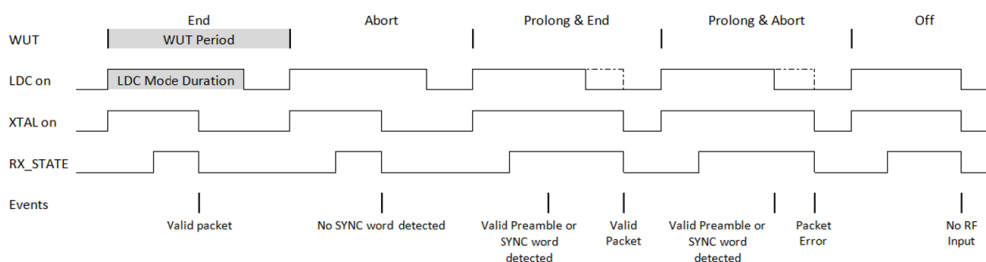 End Abort Prolong & End Prolong & Abort Off
WUT WUT Period
LDC on LDC Mode Duration
XTAL on
RX_STATE
Events
Valid packet No SYNC word detected Valid Preamble or Valid Valid Preamble or Packet No RF
SYNC word Packet SYNC word Error Input
detected detected